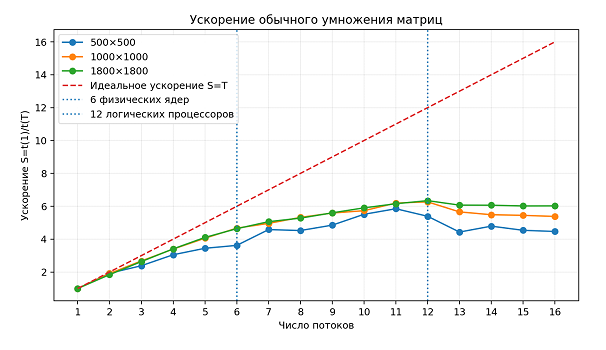 Ускорение обычного умножения матриц
Ускорение S=t(1)/t(T)
16
14
12
10
8
6
4
2
500×500
1000×1000
1800×1800
Идеальное ускорение S=T
6 физических ядер
12 логических процессоров
1 2 3 4 5 6 7 8 9 10 11 12 13 14 15 16
Число потоков